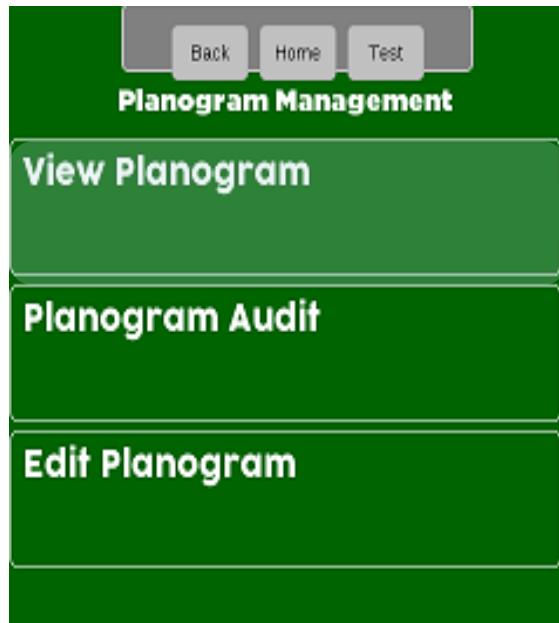 Back Home Test
Planogram Management
View Planogram
Planogram Audit
Edit Planogram